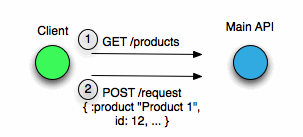 Client
Main API
1 GET /products
2 POST /request
{ :product "Product 1",
id: 12, ... }